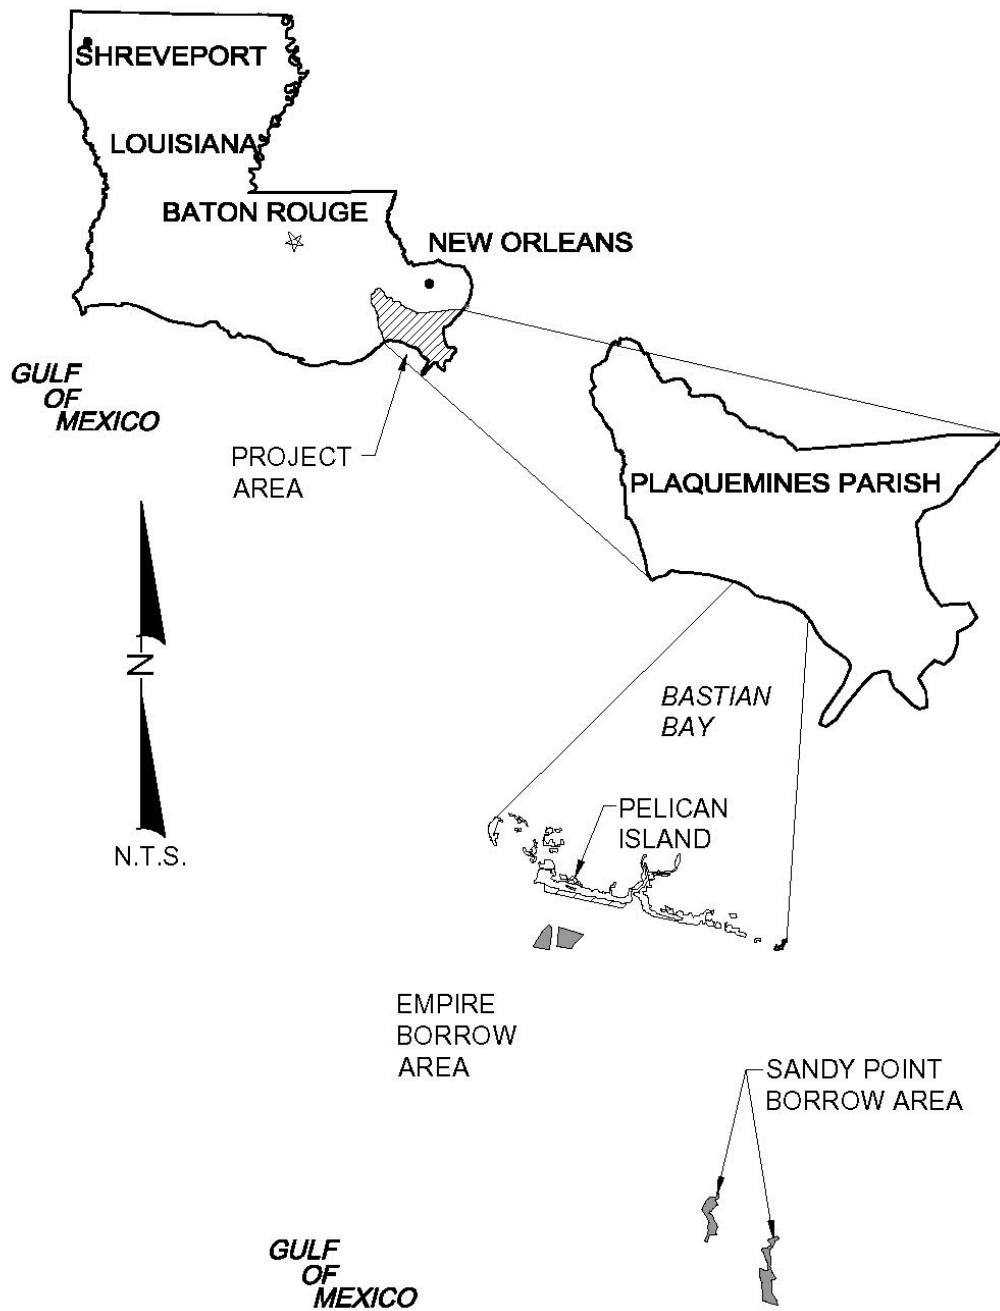 SHREVEPORT
LOUISIANA
BATON ROUGE
NEW ORLEANS
GULF
OF
MEXICO
PROJECT
AREA
PLAQUEMINES PARISH
N
N.T.S.
BASTIAN
BAY
PELICAN
ISLAND
EMPIRE
BORROW
AREA
SANDY POINT
BORROW AREA
GULF
OF
MEXICO